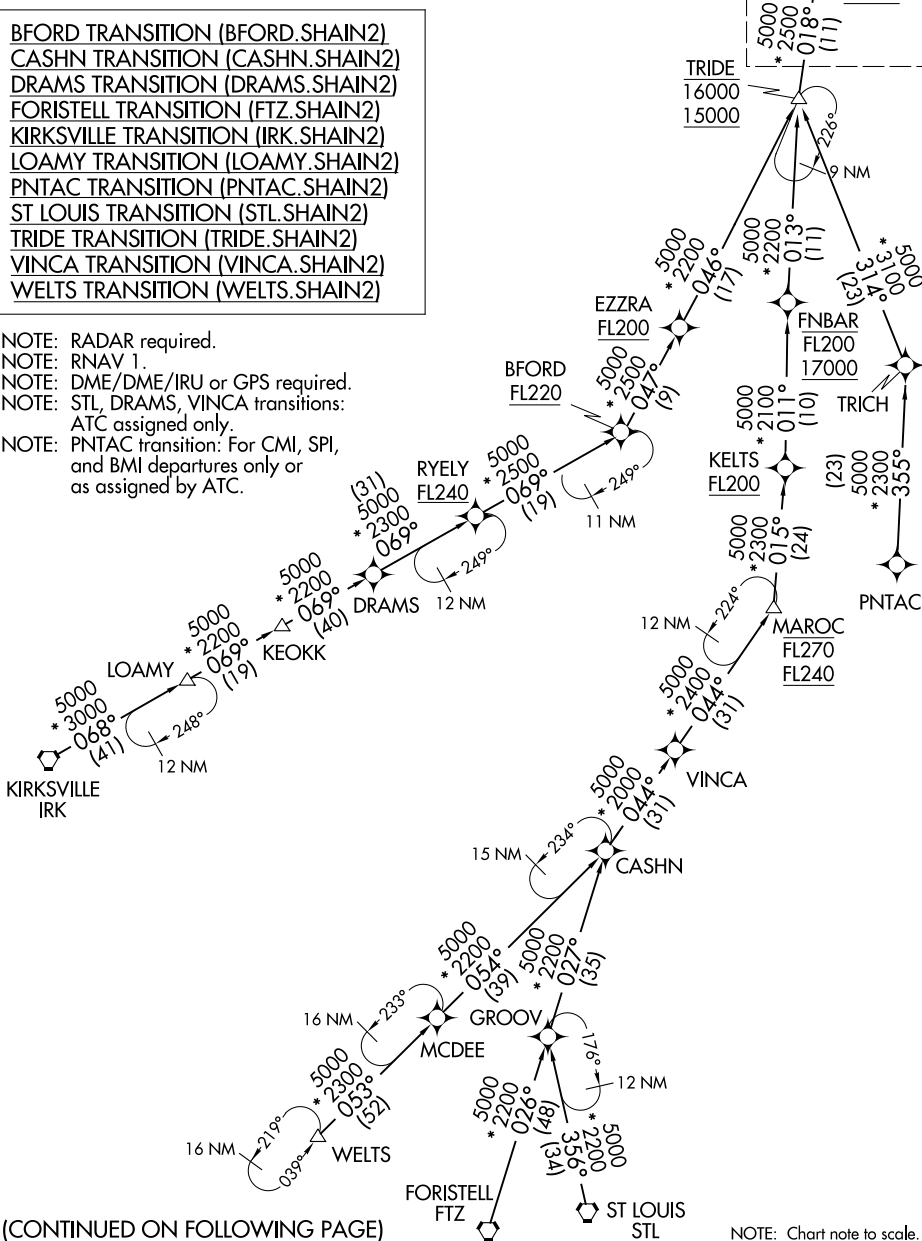 BFORD TRANSITION (BFORD.SHAIN2)
CASHN TRANSITION (CASHN.SHAIN2)
DRAMS TRANSITION (DRAMS.SHAIN2)
FORISTELL TRANSITION (FTZ.SHAIN2)
KIRKSVILLE TRANSITION (IRK.SHAIN2)
LOAMY TRANSITION (LOAMY.SHAIN2)
PNTAC TRANSITION (PNTAC.SHAIN2)
ST LOUIS TRANSITION (STL.SHAIN2)
TRIDE TRANSITION (TRIDE.SHAIN2)
VINCA TRANSITION (VINCA.SHAIN2)
WELTS TRANSITION (WELTS.SHAIN2)
NOTE: RADAR required.
NOTE: RNAV 1.
NOTE: DME/DME/IRU or GPS required.
NOTE: STL, DRAMS, VINCA transitions:
ATC assigned only.
NOTE: PNTAC transition: For CMI, SPI,
and BMI departures only or
as assigned by ATC.
5000
* 2500
018°
(11)
TRIDE
16000
15000
226°
9 NM
5000
* 2200
046°
(17)
5000
* 2200
013°
(11)
5000
* 3100
314°
(23)
EZZRA
FL200
FNBAR
FL200
17000
TRICH
BFORD
FL220
5000
* 2500
047°
(9)
249°
11 NM
5000
* 2100
011°
(10)
KELTS
FL200
(23)
5000
* 2300
355°
PNTAC
RYELY
FL240
5000
* 2500
069°
(19)
249°
12 NM
(31)
5000
* 2300
069°
DRAMS
5000
* 2300
015°
(24)
224°
12 NM
MAROC
FL270
FL240
5000
* 2200
069°
(40)
KEOKK
5000
* 2200
069°
(19)
LOAMY
248°
12 NM
5000
* 3000
068°
(41)
KIRKSVILLE
IRK
5000
* 2400
044°
(31)
VINCA
5000
* 2000
044°
(31)
234°
15 NM
CASHN
5000
* 2200
054°
(39)
5000
* 2200
027°
(35)
233°
16 NM
MCDEE
GROOV
176°
12 NM
5000
* 2300
053°
(52)
219°
039°
16 NM
WELTS
5000
* 2200
026°
(48)
5000
* 2200
356°
(34)
FORISTELL
FTZ
ST LOUIS
STL
(CONTINUED ON FOLLOWING PAGE)
NOTE: Chart note to scale.